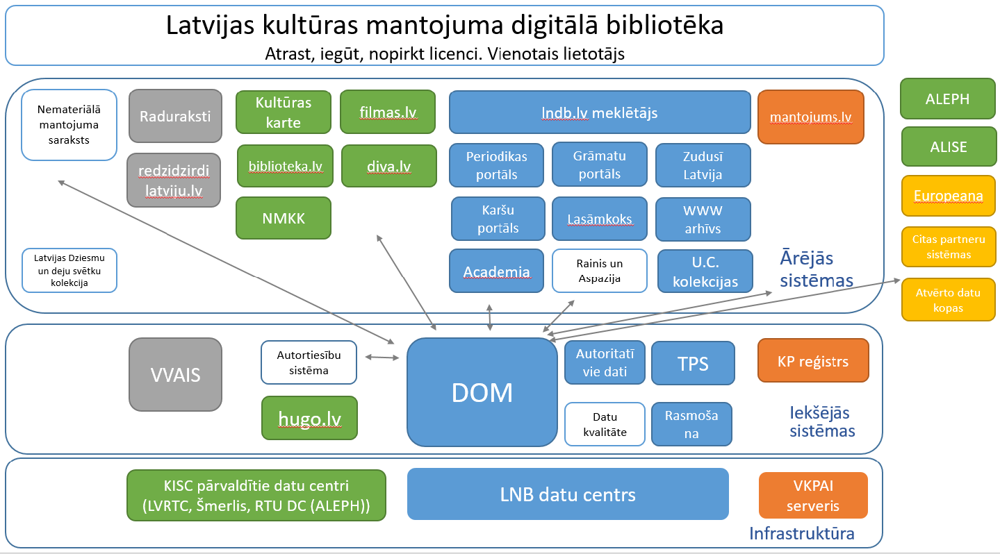 Latvijas kultūras mantojuma digitālā bibliotēka
Atrast, iegūt, nopirkt licenci. Vienotais lietotājs
Nemateriālā
mantojuma
saraksts
Raduraksti
redzidzirdi
latviju.lv
Kultūras
karte
filmas.lv
biblioteka.lv
diva.lv
NMKK
lndb.lv meklētājs
Periodikas
portāls
Grāmatu
portāls
Zudusī
Latvija
Karšu
portāls
Lasāmkoks
WWW
arhīvs
Academia
Rainis un
Aspazija
U.C.
kolekcijas
mantojums.lv
Latvijas Dziesmu
un deju svētku
kolekcija
Ārējās
sistēmas
ALEPH
ALISE
Europeana
Citas partneru
sistēmas
Atvērto datu
kopas
VVAIS
Autortiesību
sistēma
hugo.lv
DOM
Autoritatī
vie dati
TPS
Datu
kvalitāte
Rasmoša
na
KP reģistrs
Iekšējās
sistēmas
KISC pārvaldītie datu centri
(LVRTC, Šmerlis, RTU DC (ALEPH))
LNB datu centrs
VKPAI
serveris
Infrastruktūra